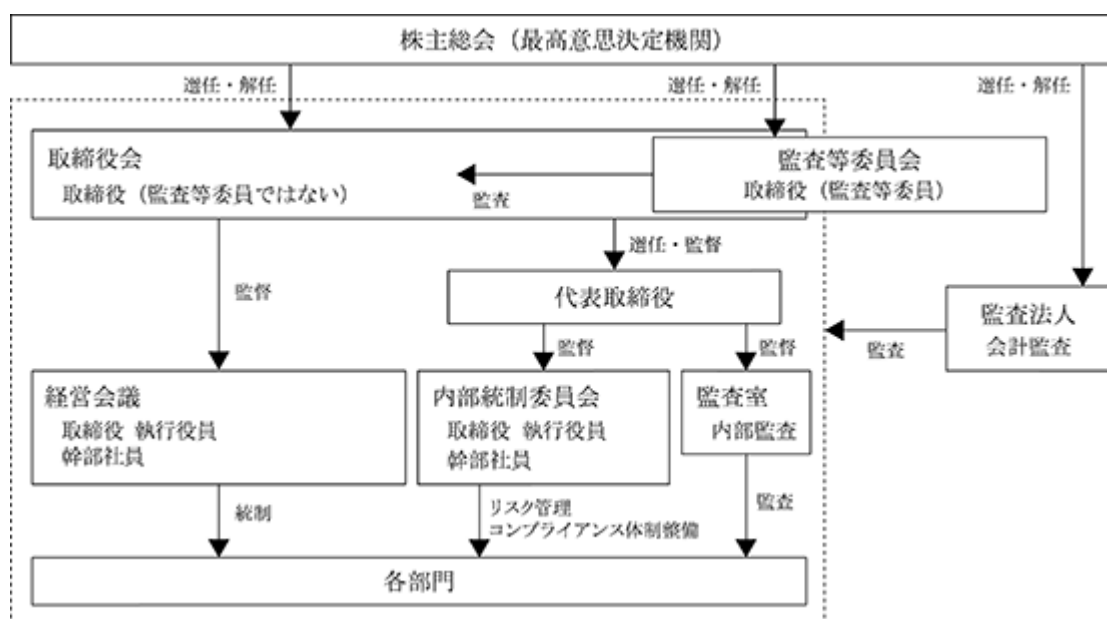 株主総会（最高意思決定機関）
選任・解任
選任・解任
選任・解任
取締役会
取締役（監査等委員ではない）
監査等委員会
取締役（監査等委員）
監査
選任・監督
監督
代表取締役
監査法人
会計監査
監査
監督
監督
経営会議
取締役 執行役員
幹部社員
内部統制委員会
取締役 執行役員
幹部社員
監査室
内部監査
統制
リスク管理
コンプライアンス体制整備
監査
各部門